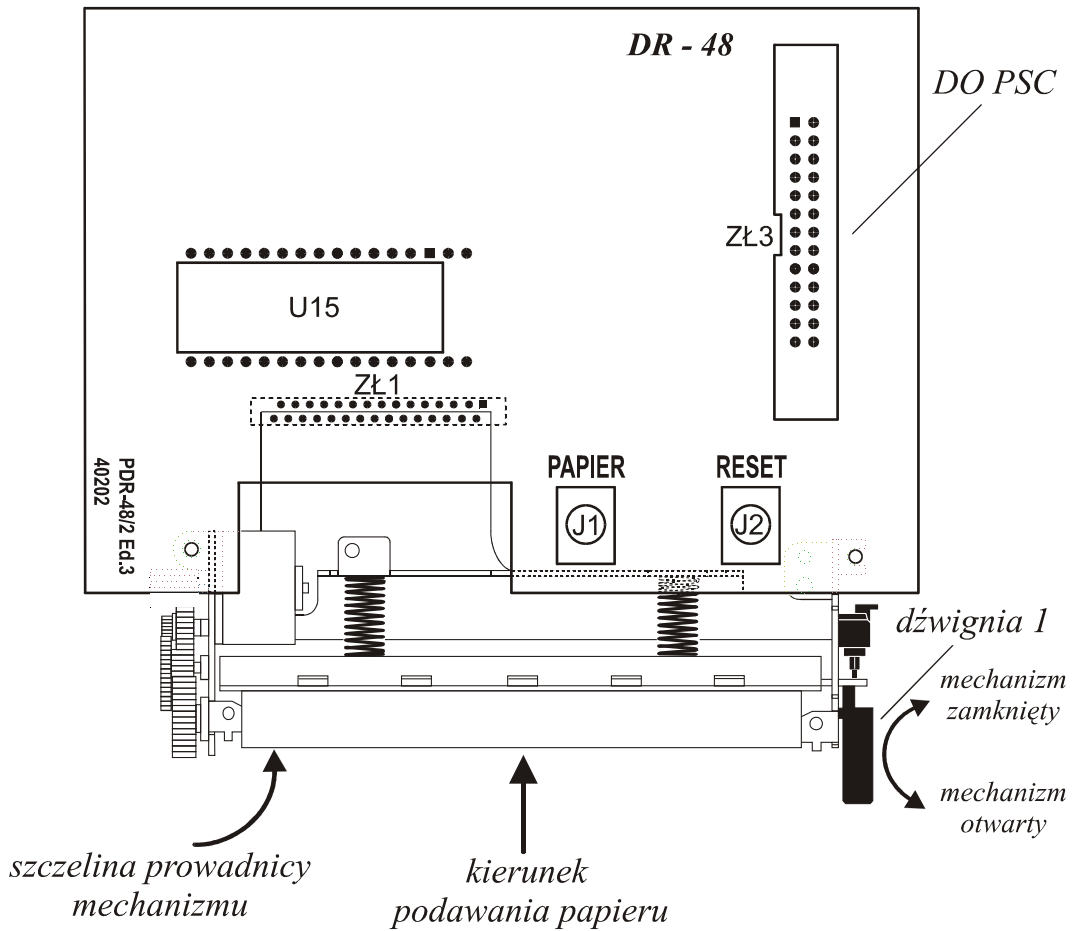 DR - 48
DO PSC
ZŁ3
U15
ZŁ1
PAPIER
RESET
J1
J2
PDR-48/2 Ed.3
40202
dźwignia 1
mechanizm
zamknięty
mechanizm
otwarty
szczelina prowadnicy
mechanizmu
kierunek
podawania papieru